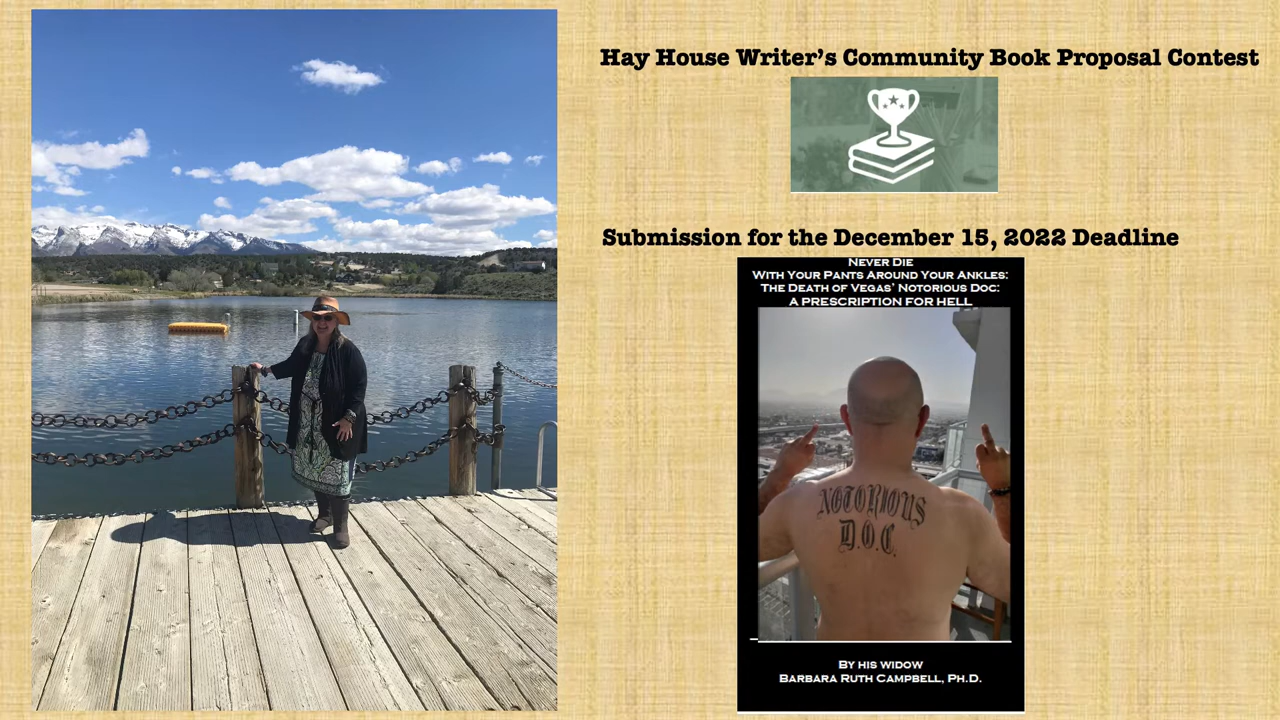 Hay House Writer's Community Book Proposal Contest
Submission for the December 15, 2022 Deadline
NEVER DIE
WITH YOUR PANTS AROUND YOUR ANKLES:
THE DEATH OF VEGAS' NOTORIOUS DOC:
A PRESCRIPTION FOR HELL
NOTORIOUS
D.O.C.
BY HIS WIDOW
BARBARA RUTH CAMPBELL, PH.D.